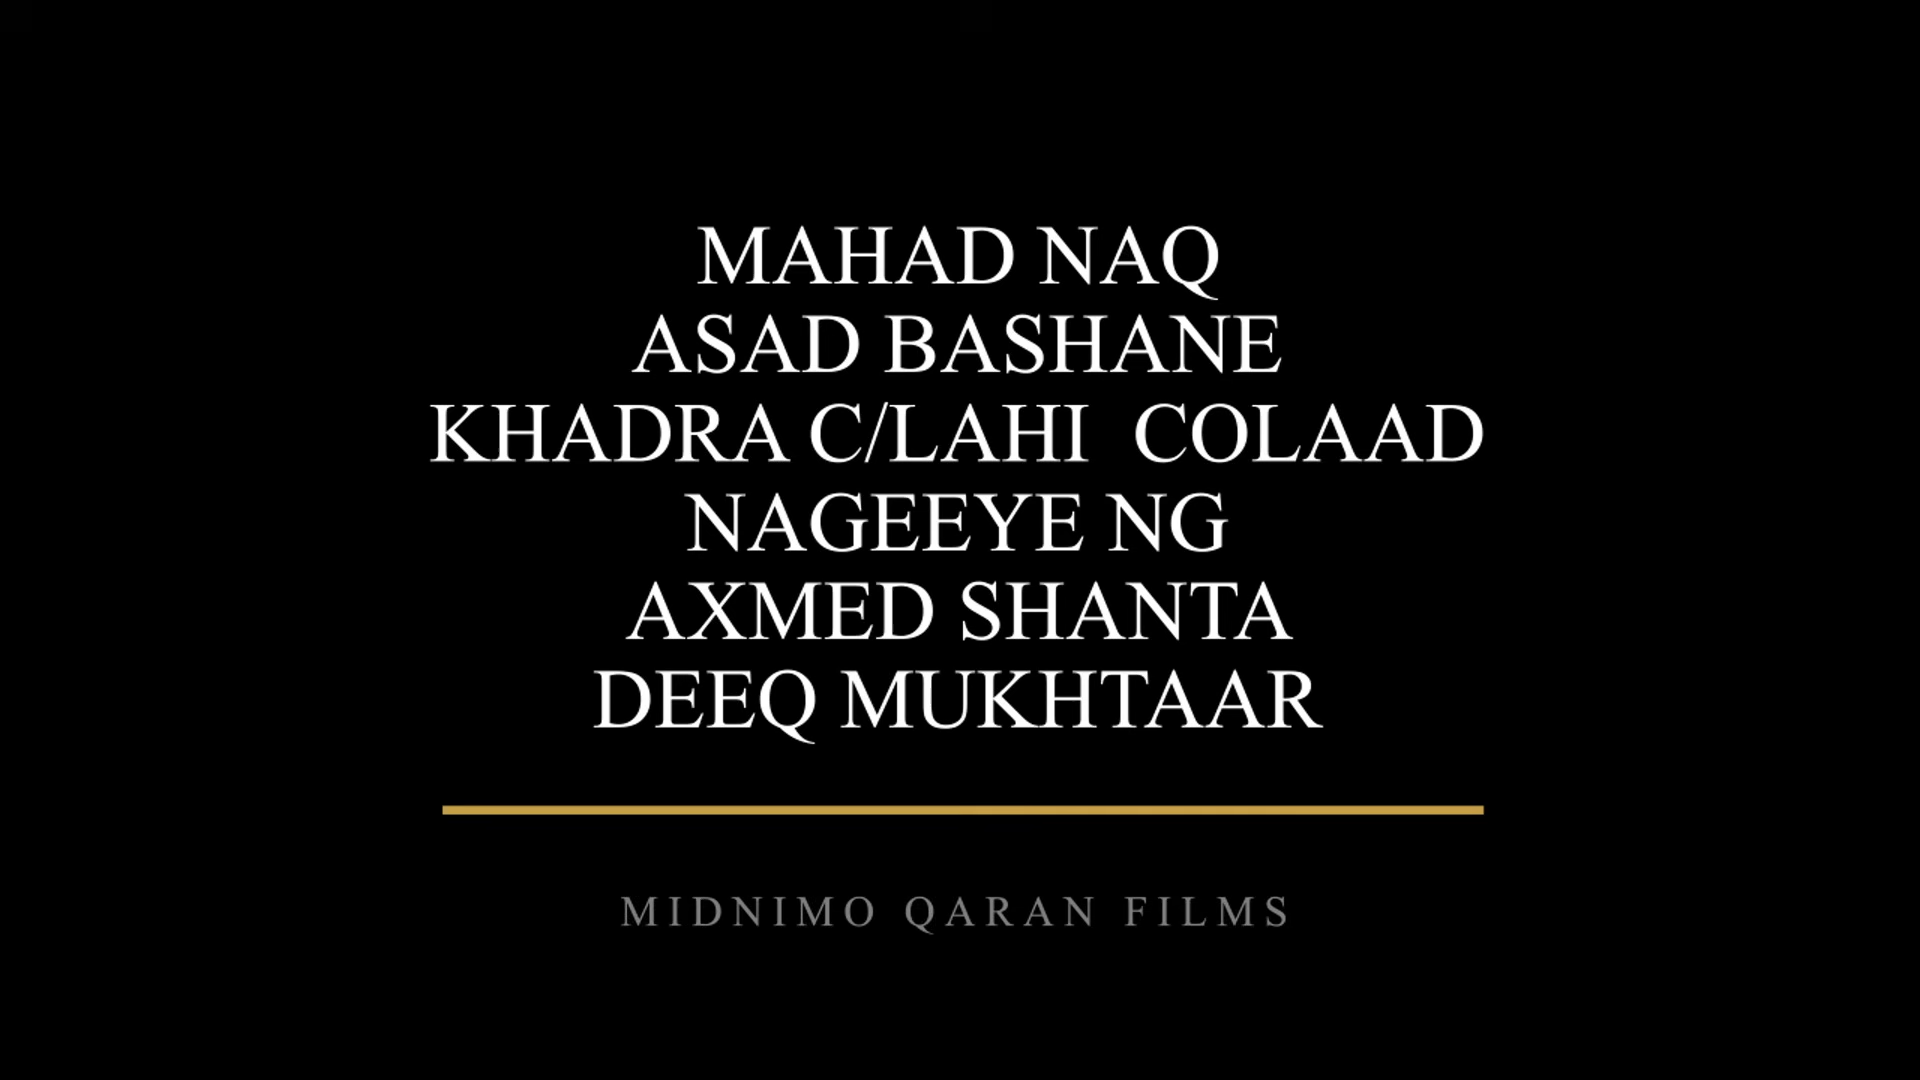 MAHAD NAQ
ASAD BASHANE
KHADRA C/LAHI  COLAAD
NAGEEYE NG
AXMED SHANTA
DEEQ MUKHTAAR
MIDNIMO QARAN FILMS